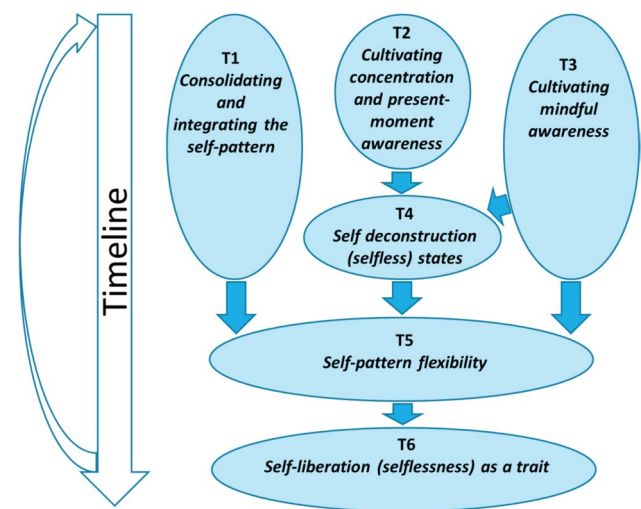 T1
Consolidating
and
integrating the
self-pattern
T2
Cultivating
concentration
and present-
moment
awareness
T3
Cultivating
mindful
awareness
T4
Self deconstruction
(selfless) states
Timeline
T5
Self-pattern flexibility
T6
Self-liberation (selflessness) as a trait